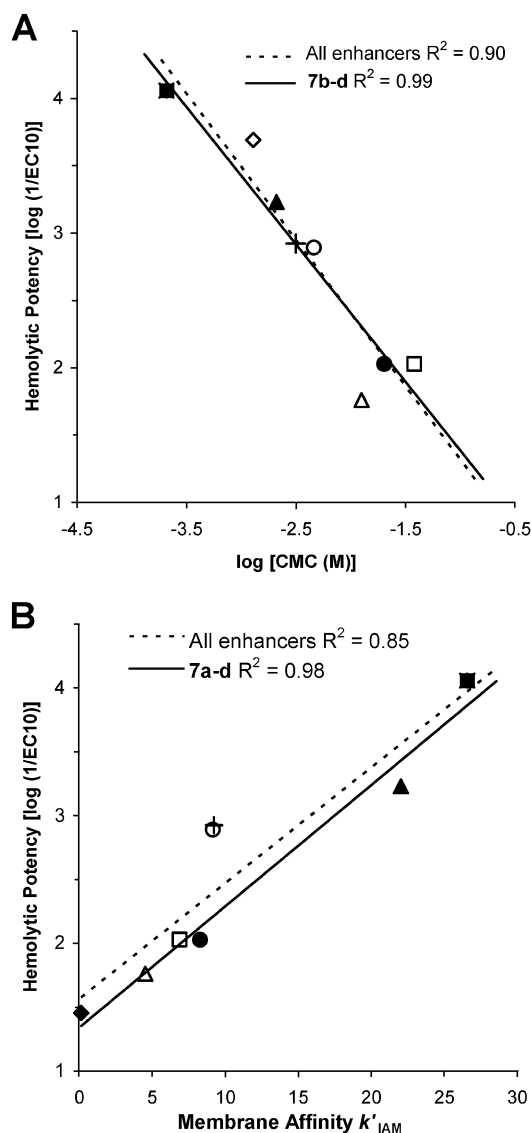 A
All enhancers R² = 0.90
7b-d R² = 0.99
Hemolytic Potency [log (1/EC10)]
4
3
2
1
-4.5 -3.5 -2.5 -1.5 -0.5
log [CMC (M)]
B
All enhancers R² = 0.85
7a-d R² = 0.98
Hemolytic Potency [log (1/EC10)]
4
3
2
1
0 5 10 15 20 25 30
Membrane Affinity k'IAM